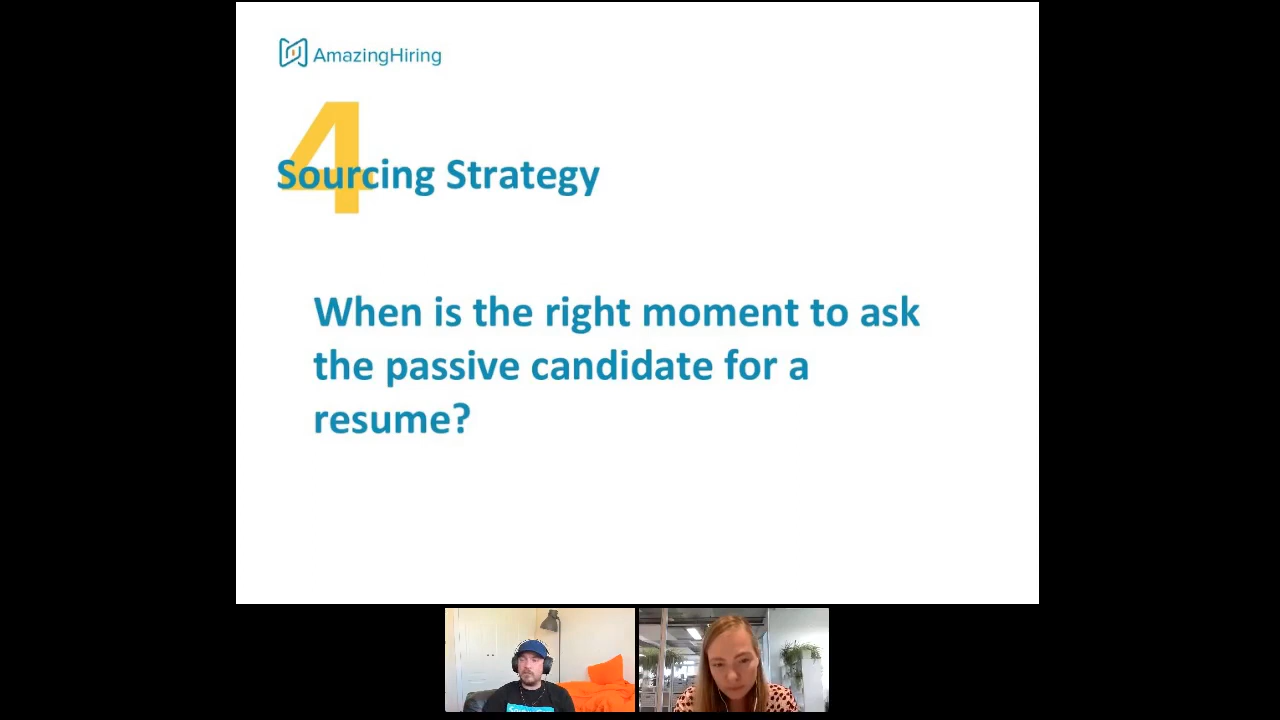 AmazingHiring
4
Sourcing Strategy
When is the right moment to ask
the passive candidate for a
resume?